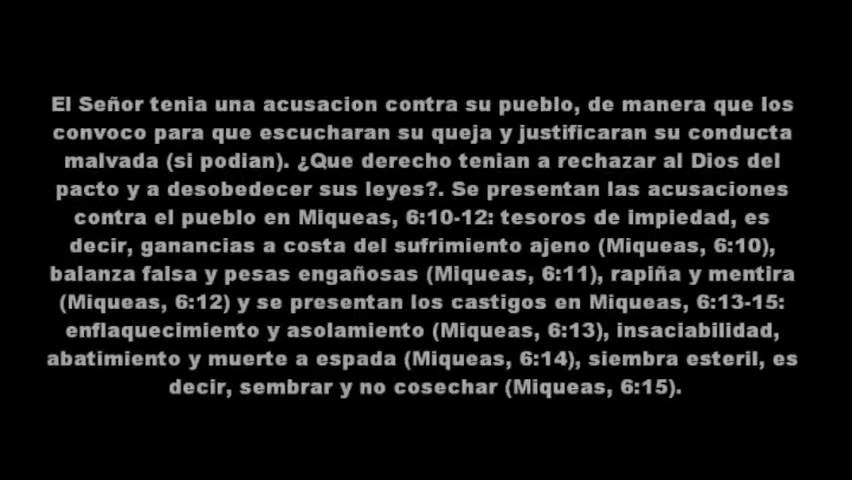 El Señor tenia una acusacion contra su pueblo, de manera que los
convoco para que escucharan su queja y justificaran su conducta
malvada (si podian). ¿Que derecho tenian a rechazar al Dios del
pacto y a desobedecer sus leyes?. Se presentan las acusaciones
contra el pueblo en Miqueas, 6:10-12: tesoros de impiedad, es
decir, ganancias a costa del sufrimiento ajeno (Miqueas, 6:10),
balanza falsa y pesas engañosas (Miqueas, 6:11), rapiña y mentira
(Miqueas, 6:12) y se presentan los castigos en Miqueas, 6:13-15:
enflaquecimiento y asolamiento (Miqueas, 6:13), insaciabilidad,
abatimiento y muerte a espada (Miqueas, 6:14), siembra esteril, es
decir, sembrar y no cosechar (Miqueas, 6:15).